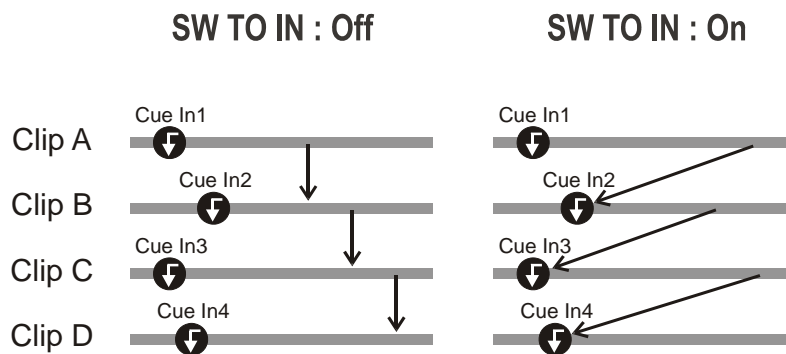 SW TO IN : Off
SW TO IN : On
Clip A
Cue In1
Cue In1
Clip B
Cue In2
Cue In2
Clip C
Cue In3
Cue In3
Clip D
Cue In4
Cue In4